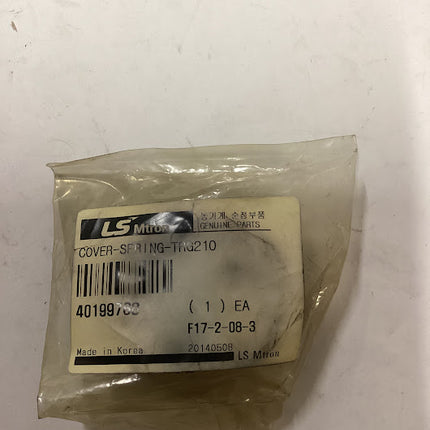 LS Mtron
농기계 순정부품
GENUINE PARTS
COVER-SPRING-TRG210
40199788
( 1 ) EA
F17-2-08-3
Made in Korea
20140508
LS Mtron